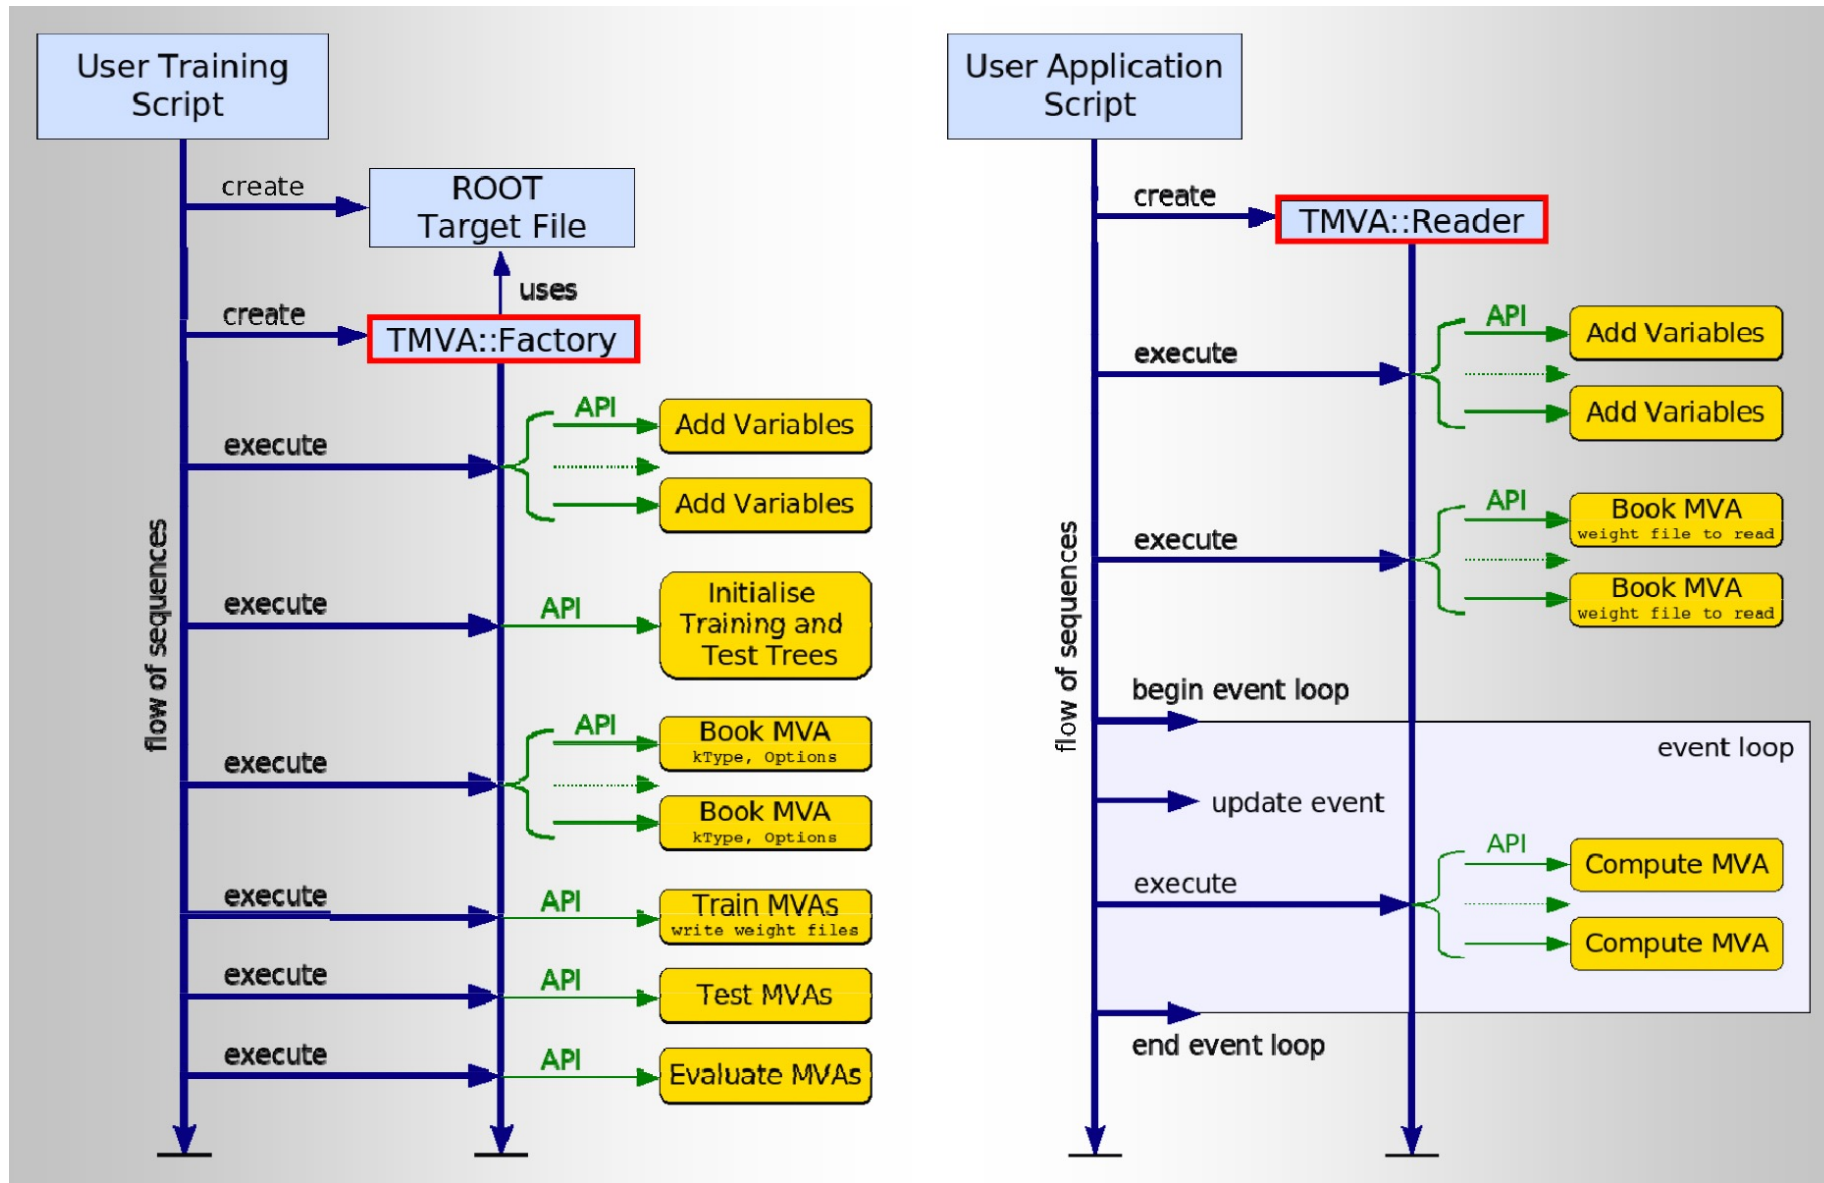 User Training
Script
create
ROOT
Target File
uses
create
TMVA::Factory
API
Add Variables
execute
Add Variables
flow of sequences
execute
API
Initialise
Training and
Test Trees
API
Book MVA
kType, Options
execute
Book MVA
kType, Options
execute
API
Train MVAs
write weight files
execute
API
Test MVAs
execute
API
Evaluate MVAs
User Application
Script
create
TMVA::Reader
API
Add Variables
execute
Add Variables
API
Book MVA
weight file to read
execute
Book MVA
weight file to read
flow of sequences
begin event loop
event loop
update event
API
Compute MVA
execute
Compute MVA
end event loop